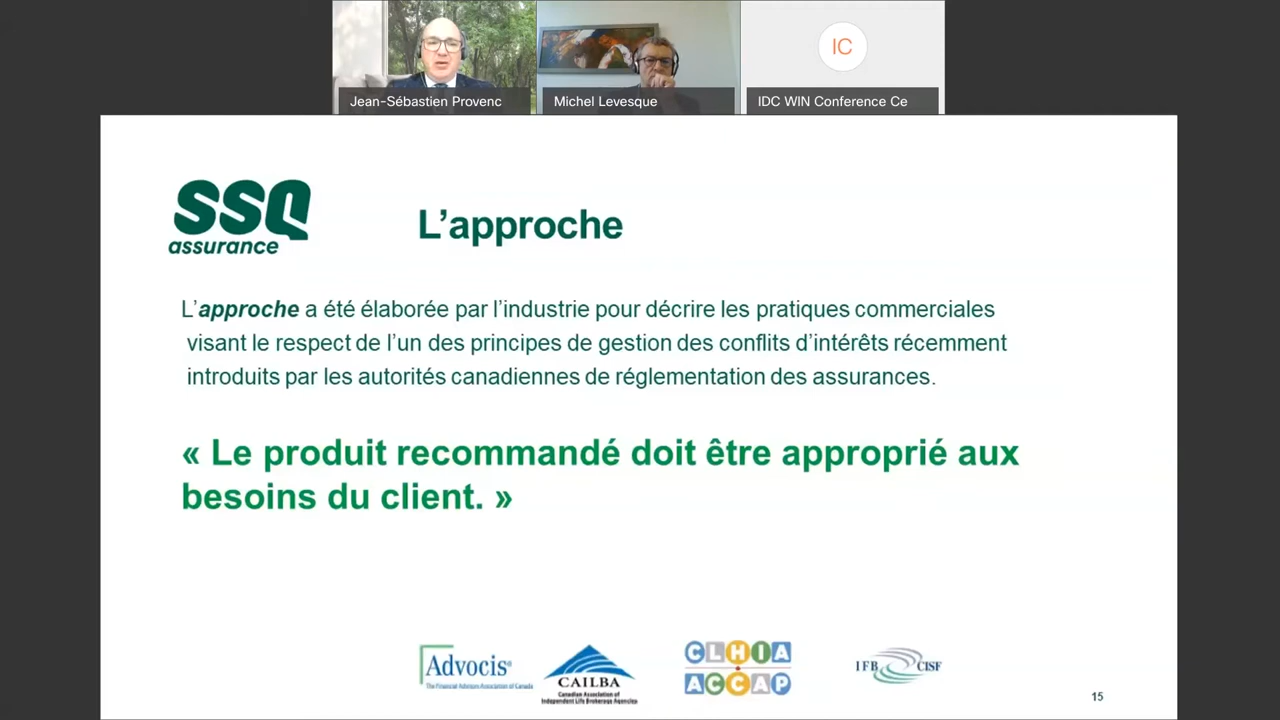 IC
Jean-Sébastien Provenc
Michel Levesque
IDC WIN Conference Ce
SSQ
assurance
L'approche
L'approche a été élaborée par l'industrie pour décrire les pratiques commerciales
visant le respect de l'un des principes de gestion des conflits d'intérêts récemment
introduits par les autorités canadiennes de réglementation des assurances.
« Le produit recommandé doit être approprié aux
besoins du client. »
Advocis
The Financial Advisors Association of Canada
CAILBA
Canadian Association of
Independent Life Brokerage Agencies
CLHIA
ACCAP
IFB CISF
15